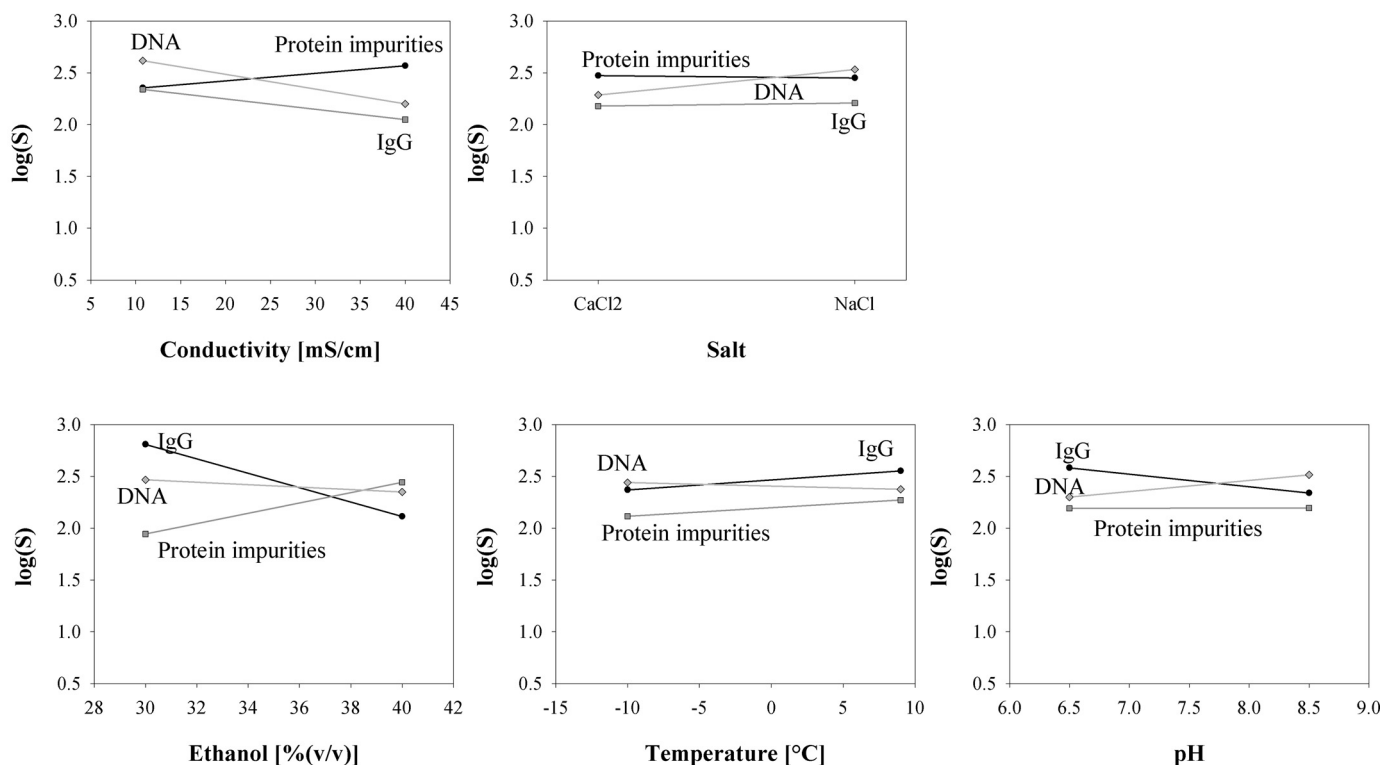 3.0
2.5
2.0
1.5
1.0
0.5
log(S)
DNA
Protein impurities
IgG
5 10 15 20 25 30 35 40 45
Conductivity [mS/cm]
3.0
2.5
2.0
1.5
1.0
0.5
log(S)
Protein impurities
DNA
IgG
CaCl2 NaCl
Salt
3.0
2.5
2.0
1.5
1.0
0.5
log(S)
IgG
DNA
Protein impurities
28 30 32 34 36 38 40 42
Ethanol [%(v/v)]
3.0
2.5
2.0
1.5
1.0
0.5
log(S)
IgG
DNA
Protein impurities
-15 -10 -5 0 5 10
Temperature [°C]
3.0
2.5
2.0
1.5
1.0
0.5
log(S)
IgG
DNA
Protein impurities
6.0 6.5 7.0 7.5 8.0 8.5 9.0
pH